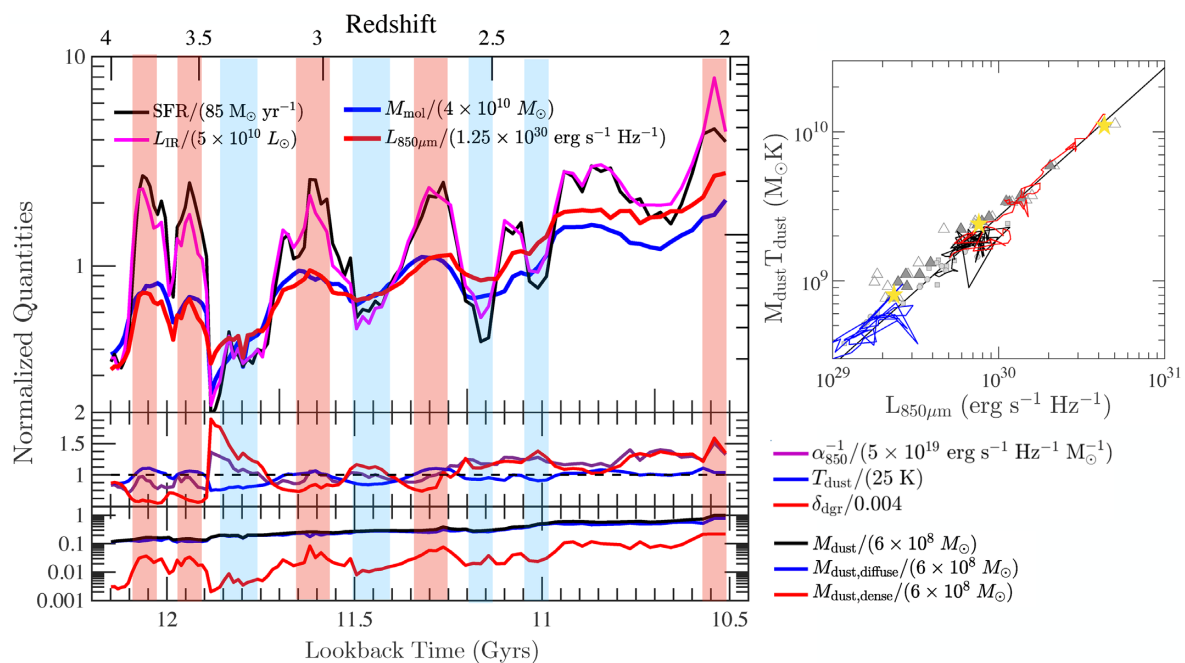 Redshift
4 3.5 3 2.5 2
10
1
Normalized Quantities
SFR/(85 M⊙ yr⁻¹)
L_IR/(5 × 10¹⁰ L⊙)
M_mol/(4 × 10¹⁰ M⊙)
L_850μm/(1.25 × 10³⁰ erg s⁻¹ Hz⁻¹)
2
1.5
1
1
0.1
0.01
0.001
12 11.5 11 10.5
Lookback Time (Gyrs)
M_dust T_dust (M⊙K)
10¹⁰
10⁹
10²⁹ 10³⁰ 10³¹
L_850μm (erg s⁻¹ Hz⁻¹)
α⁻¹_850/(5 × 10¹⁹ erg s⁻¹ Hz⁻¹ M⊙⁻¹)
T_dust/(25 K)
δ_dgr/0.004
M_dust/(6 × 10⁸ M⊙)
M_dust,diffuse/(6 × 10⁸ M⊙)
M_dust,dense/(6 × 10⁸ M⊙)